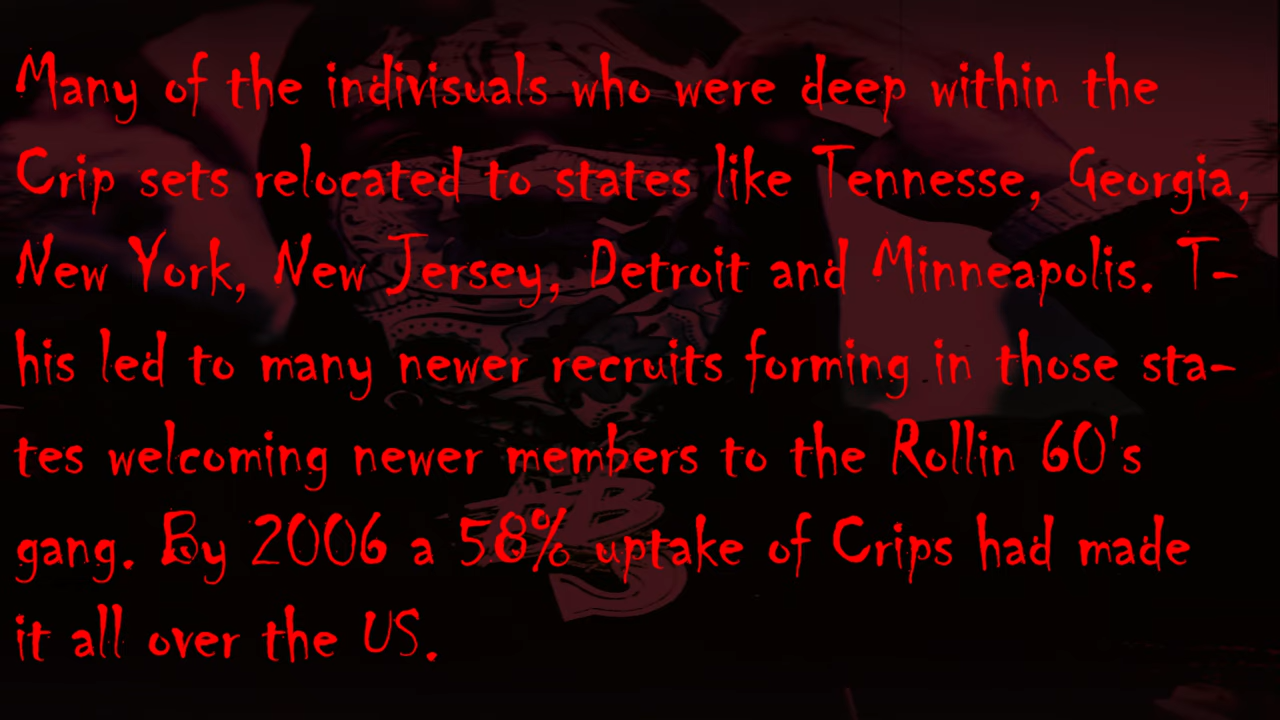 Many of the indivisuals who were deep within the
Crip sets relocated to states like Tennesse, Georgia,
New York, New Jersey, Detroit and Minneapolis. T-
his led to many newer recruits forming in those sta-
tes welcoming newer members to the Rollin 60's
gang. By 2006 a 58% uptake of Crips had made
it all over the US.